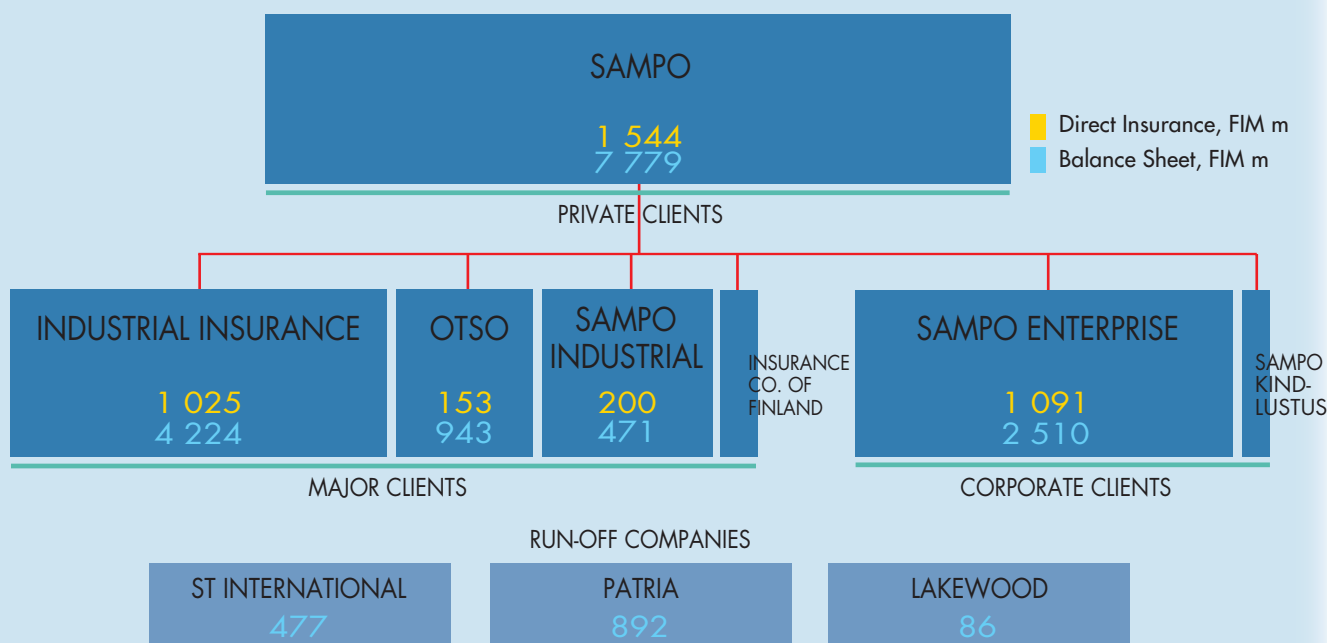 SAMPO
1 544
7 779
Direct Insurance, FIM m
Balance Sheet, FIM m
PRIVATE CLIENTS
INDUSTRIAL INSURANCE
1 025
4 224
OTSO
153
943
SAMPO
INDUSTRIAL
200
471
INSURANCE
CO. OF
FINLAND
SAMPO ENTERPRISE
1 091
2 510
SAMPO
KIND-
LUSTUS
MAJOR CLIENTS
CORPORATE CLIENTS
RUN-OFF COMPANIES
ST INTERNATIONAL
477
PATRIA
892
LAKEWOOD
86